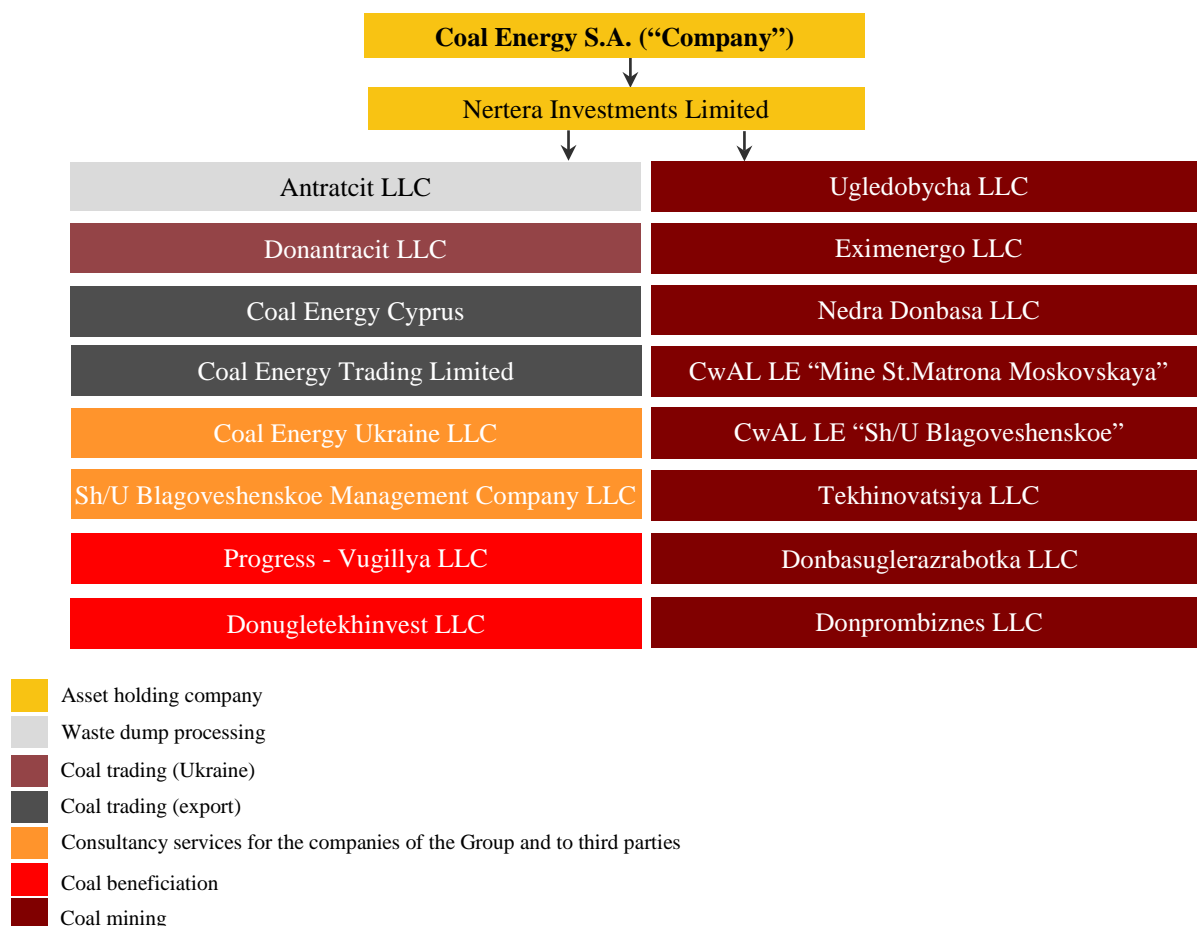 Coal Energy S.A. (“Company”)
Nertera Investments Limited
Antratcit LLC
Ugledobycha LLC
Donantracit LLC
Eximenergo LLC
Coal Energy Cyprus
Nedra Donbasa LLC
Coal Energy Trading Limited
CwAL LE “Mine St.Matrona Moskovskaya”
Coal Energy Ukraine LLC
CwAL LE “Sh/U Blagoveshenskoe”
Sh/U Blagoveshenskoe Management Company LLC
Tekhinovatsiya LLC
Progress - Vugillya LLC
Donbasuglerazrabotka LLC
Donugletekhinvest LLC
Donprombiznes LLC
Asset holding company
Waste dump processing
Coal trading (Ukraine)
Coal trading (export)
Consultancy services for the companies of the Group and to third parties
Coal beneficiation
Coal mining